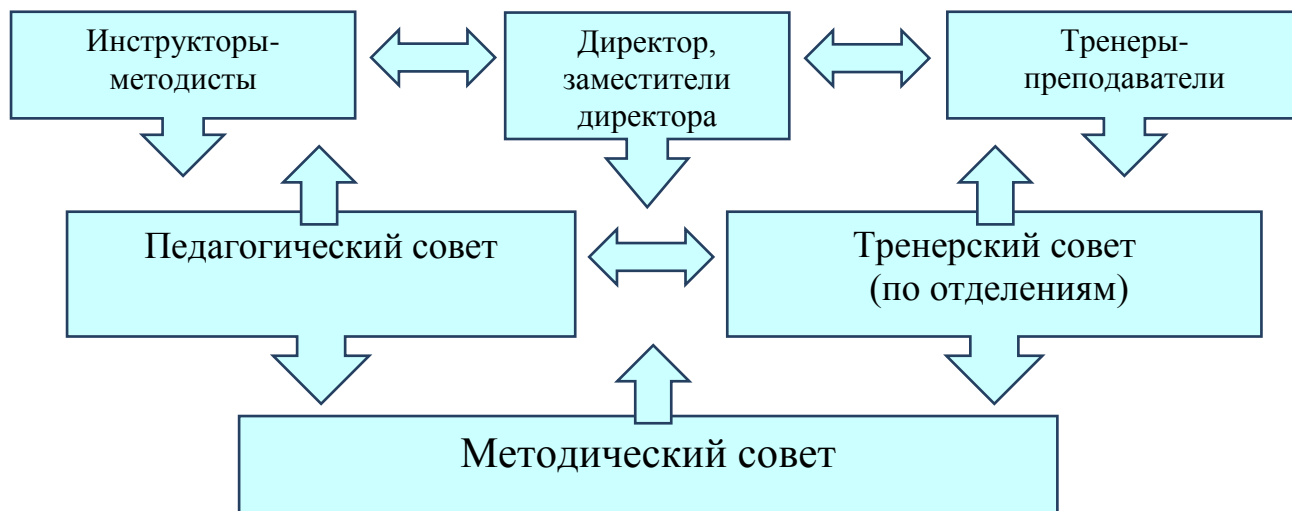 Инструкторы-
методисты
Директор,
заместители
директора
Тренеры-
преподаватели
Педагогический совет
Тренерский совет
(по отделениям)
Методический совет